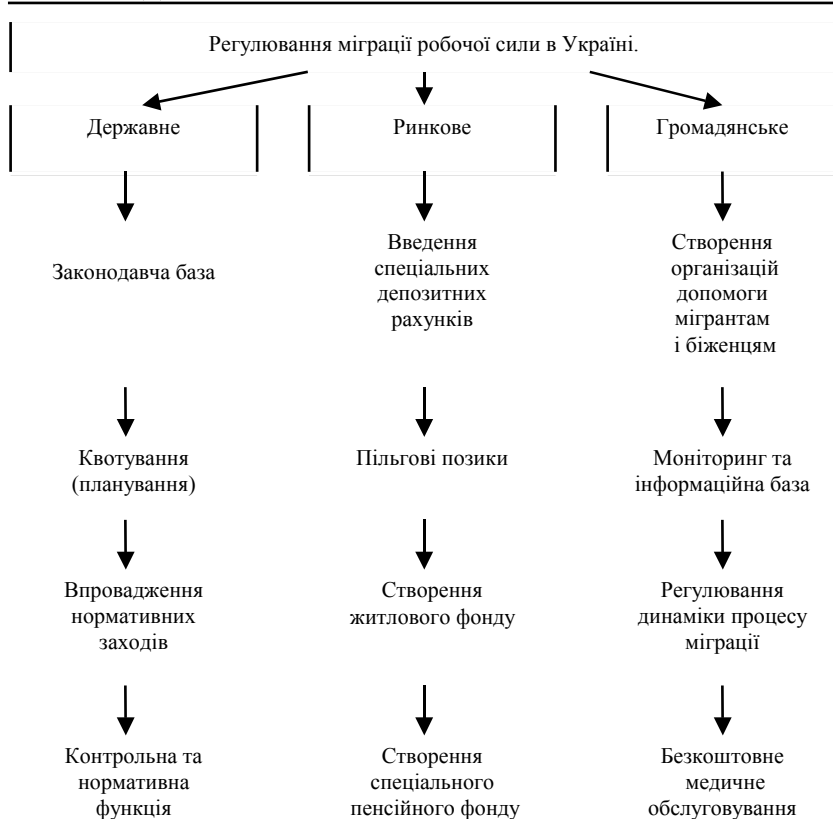 Регулювання міграції робочої сили в Україні.
Державне
Ринкове
Громадянське
Законодавча база
Введення
спеціальних
депозитних
рахунків
Створення
організацій
допомоги
мігрантам
і біженцям
Квотування
(планування)
Пільгові позики
Моніторинг та
інформаційна база
Впровадження
нормативних
заходів
Створення
житлового фонду
Регулювання
динаміки процесу
міграції
Контрольна та
нормативна
функція
Створення
спеціального
пенсійного фонду
Безкоштовне
медичне
обслуговування